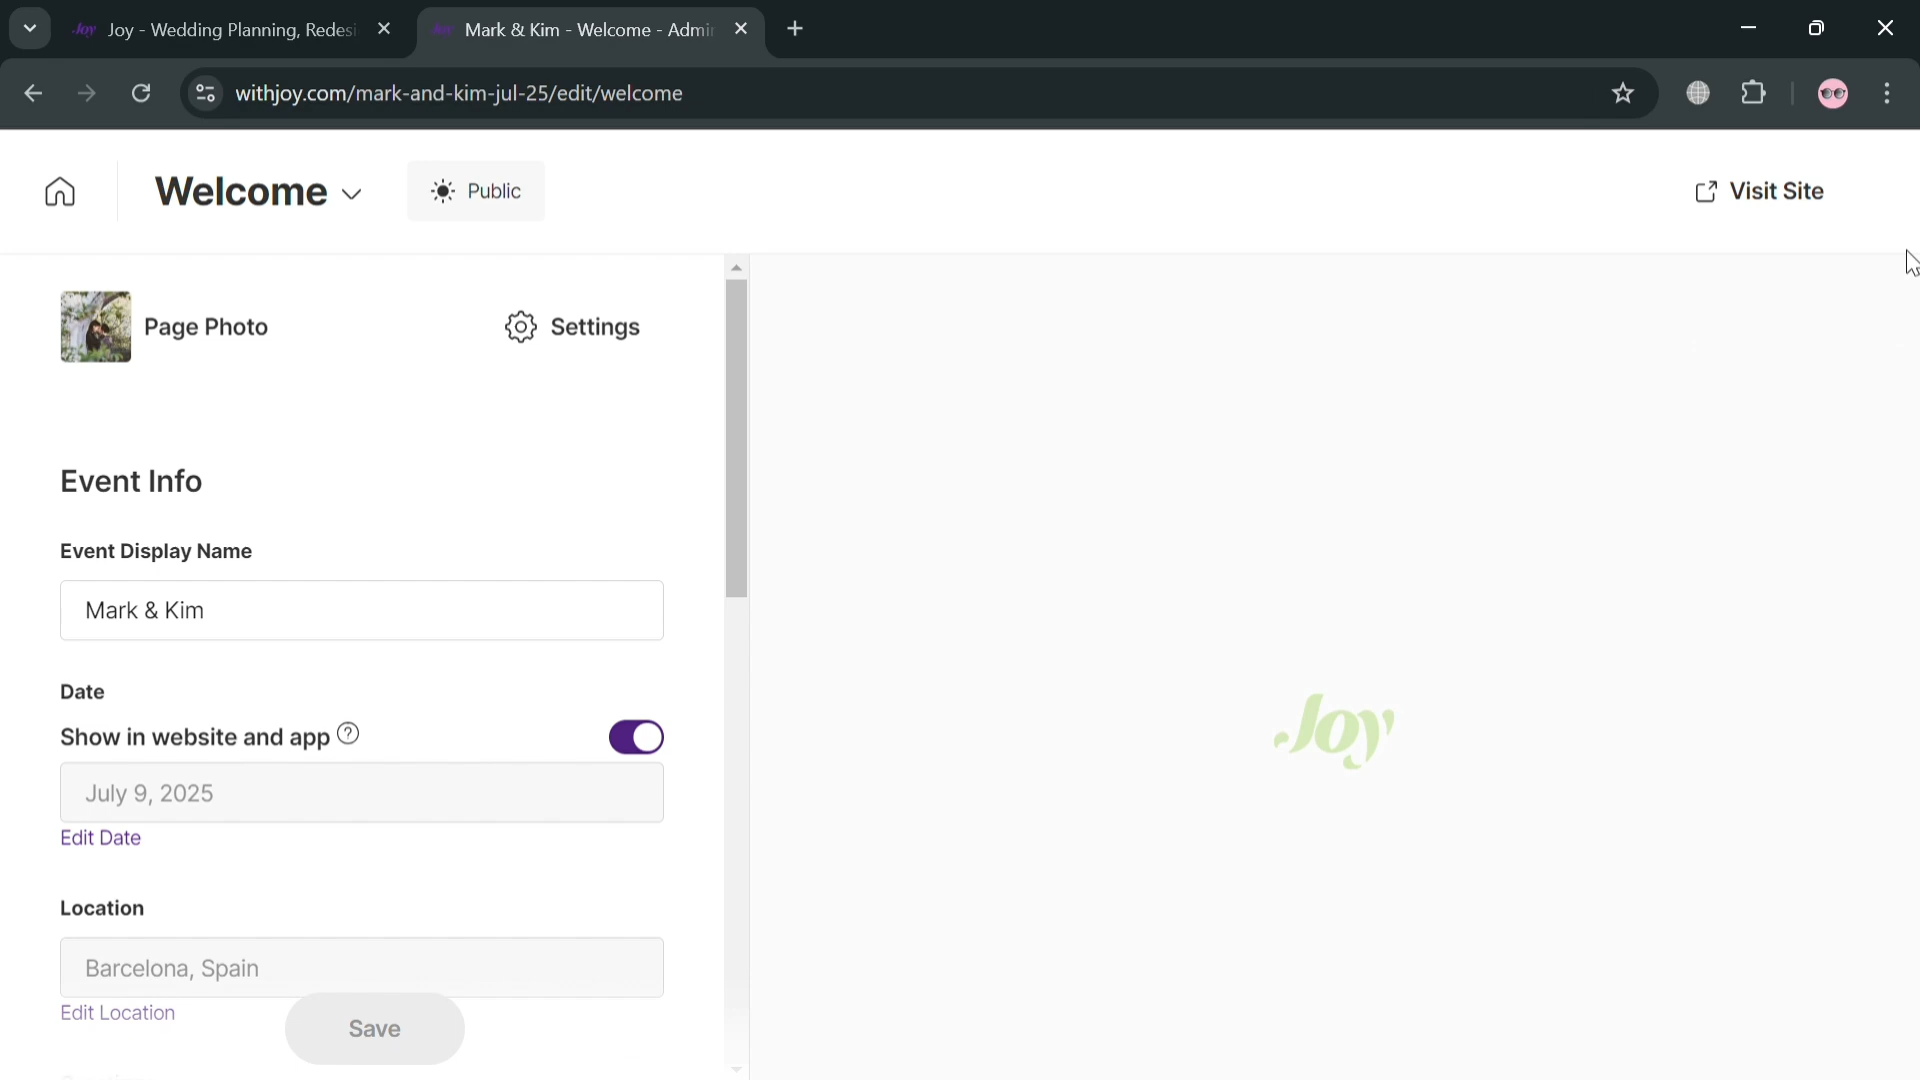 Joy - Wedding Planning, Redesi
Mark & Kim - Welcome - Admi
withjoy.com/mark-and-kim-jul-25/edit/welcome
Welcome
Public
Visit Site
Page Photo
Settings
Event Info
Event Display Name
Mark & Kim
Date
Show in website and app
July 9, 2025
Edit Date
Location
Barcelona, Spain
Edit Location
Save
Joy